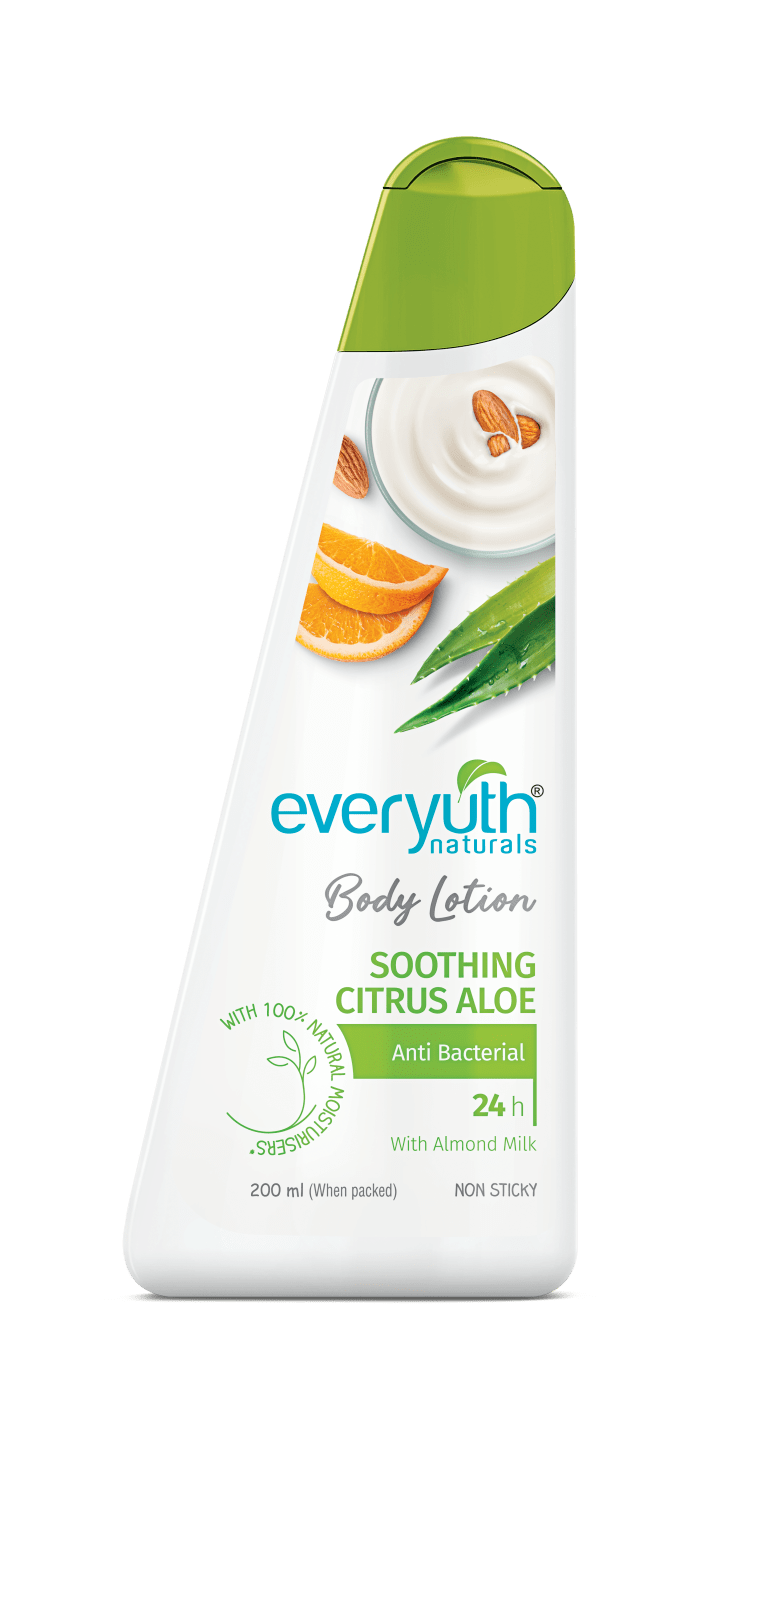 everyuth®
naturals
Body Lotion
SOOTHING
CITRUS ALOE
WITH 100% NATURAL MOISTURISERS*
Anti Bacterial
24 h
With Almond Milk
200 ml (When packed) NON STICKY